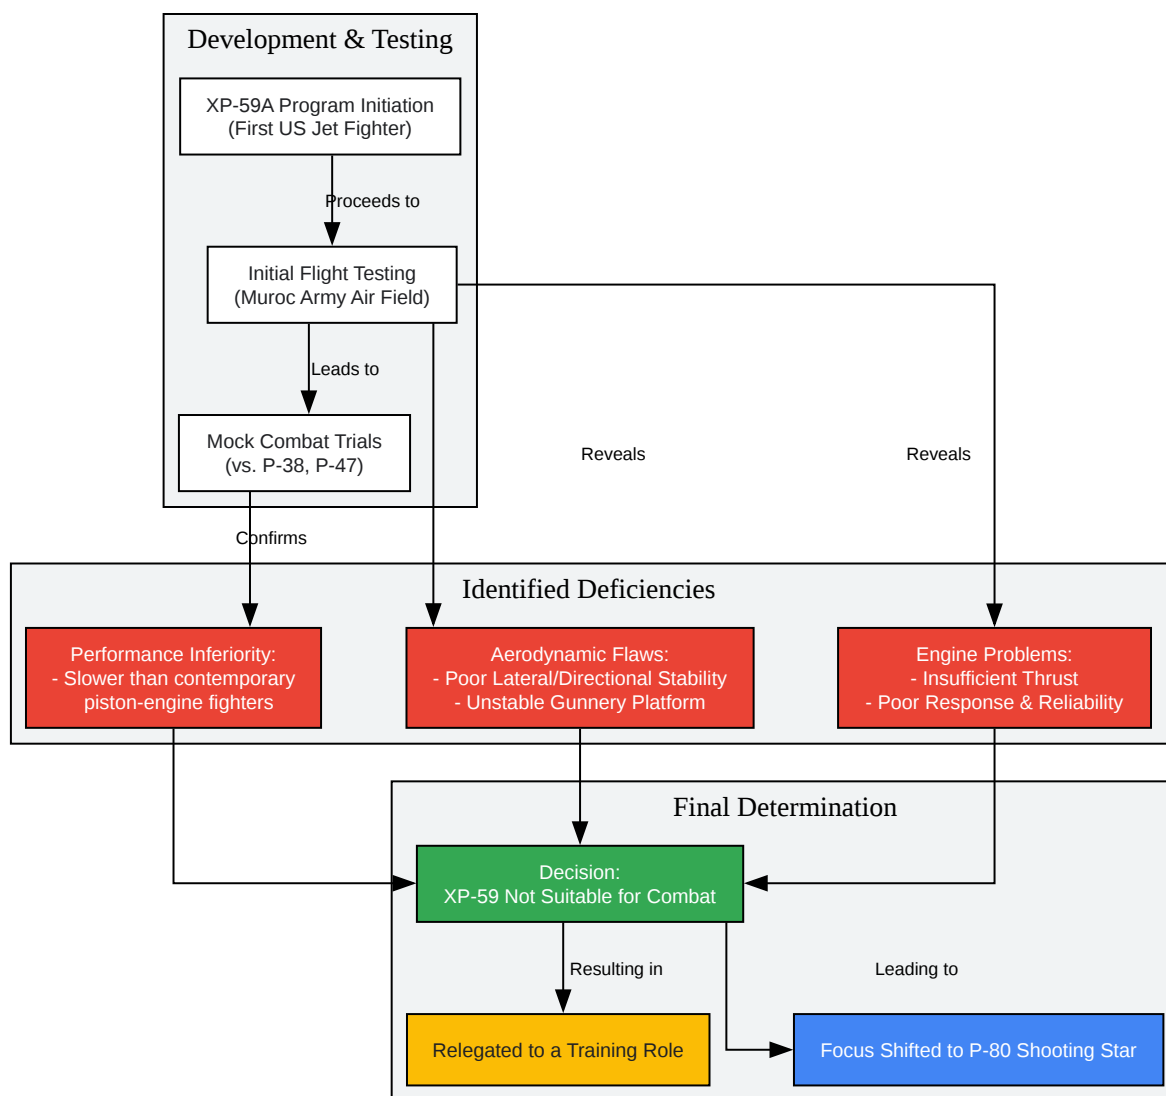 Development & Testing
XP-59A Program Initiation
(First US Jet Fighter)
Proceeds to
Initial Flight Testing
(Muroc Army Air Field)
Leads to
Mock Combat Trials
(vs. P-38, P-47)
Reveals
Reveals
Confirms
Identified Deficiencies
Performance Inferiority:
- Slower than contemporary
piston-engine fighters
Aerodynamic Flaws:
- Poor Lateral/Directional Stability
- Unstable Gunnery Platform
Engine Problems:
- Insufficient Thrust
- Poor Response & Reliability
Final Determination
Decision:
XP-59 Not Suitable for Combat
Resulting in
Leading to
Relegated to a Training Role
Focus Shifted to P-80 Shooting Star